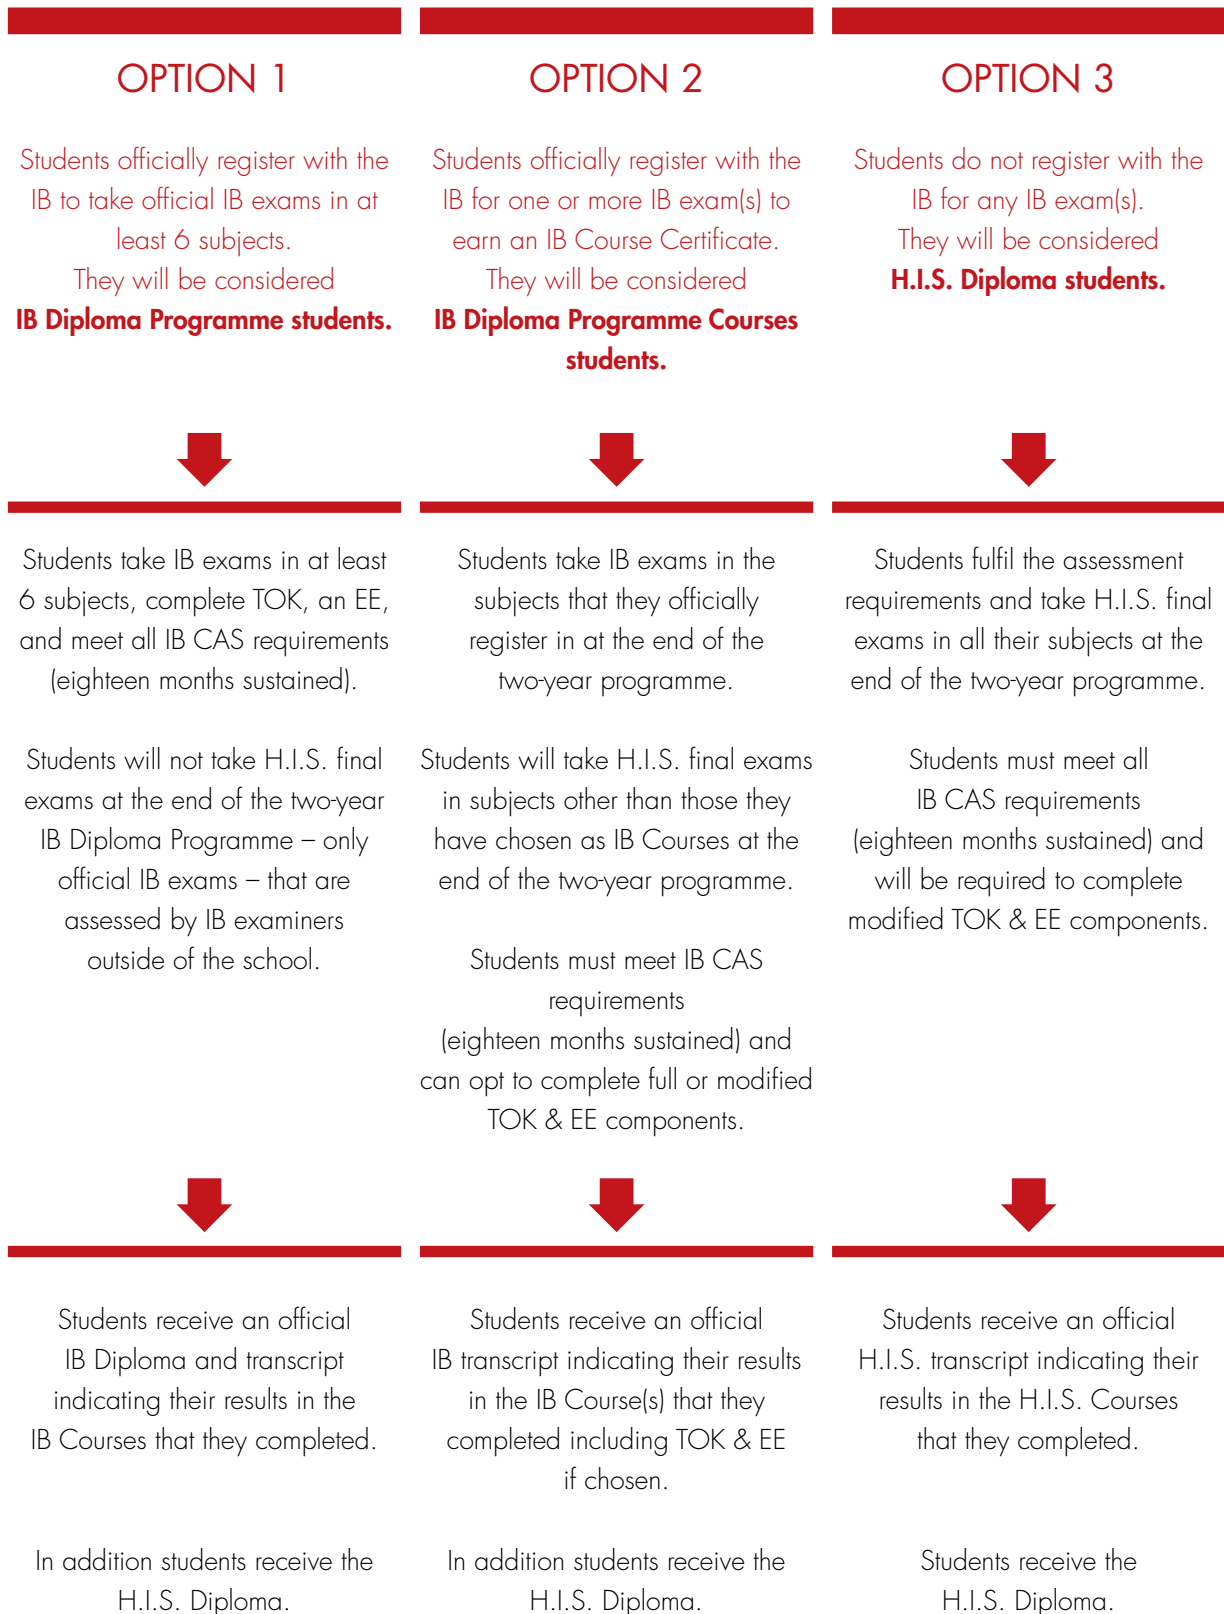 OPTION 1
Students officially register with the
IB to take official IB exams in at
least 6 subjects.
They will be considered
IB Diploma Programme students.
Students take IB exams in at least
6 subjects, complete TOK, an EE,
and meet all IB CAS requirements
(eighteen months sustained).
Students will not take H.I.S. final
exams at the end of the two-year
IB Diploma Programme – only
official IB exams – that are
assessed by IB examiners
outside of the school.
Students receive an official
IB Diploma and transcript
indicating their results in the
IB Courses that they completed.
In addition students receive the
H.I.S. Diploma.
OPTION 2
Students officially register with the
IB for one or more IB exam(s) to
earn an IB Course Certificate.
They will be considered
IB Diploma Programme Courses
students.
Students take IB exams in the
subjects that they officially
register in at the end of the
two-year programme.
Students will take H.I.S. final exams
in subjects other than those they
have chosen as IB Courses at the
end of the two-year programme.
Students must meet IB CAS
requirements
(eighteen months sustained) and
can opt to complete full or modified
TOK & EE components.
Students receive an official
IB transcript indicating their results
in the IB Course(s) that they
completed including TOK & EE
if chosen.
In addition students receive the
H.I.S. Diploma.
OPTION 3
Students do not register with the
IB for any IB exam(s).
They will be considered
H.I.S. Diploma students.
Students fulfil the assessment
requirements and take H.I.S. final
exams in all their subjects at the
end of the two-year programme.
Students must meet all
IB CAS requirements
(eighteen months sustained) and
will be required to complete
modified TOK & EE components.
Students receive an official
H.I.S. transcript indicating their
results in the H.I.S. Courses
that they completed.
Students receive the
H.I.S. Diploma.